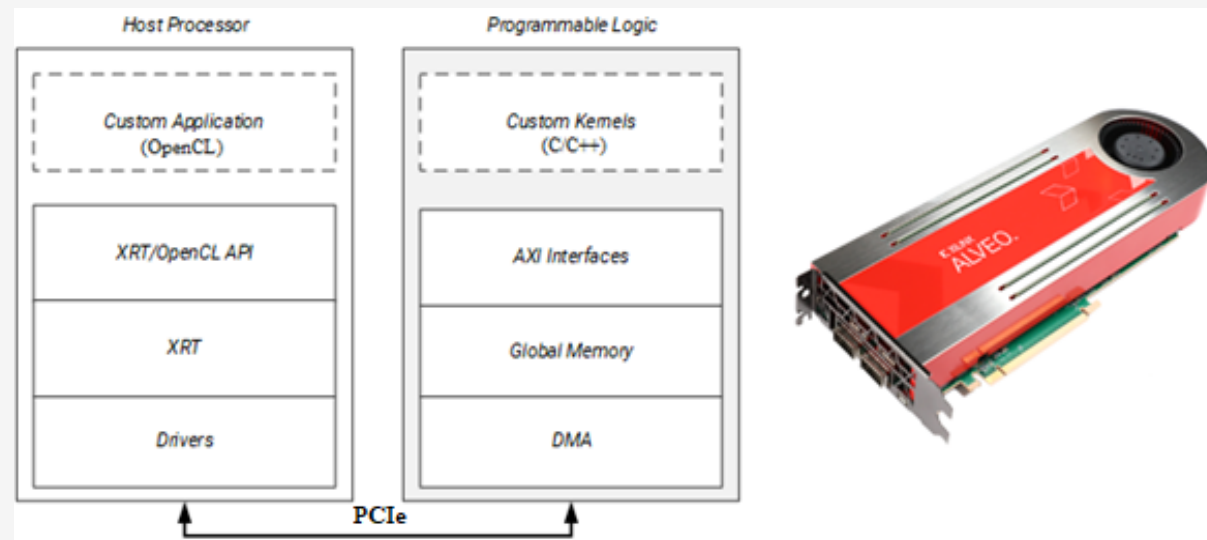 Host Processor
Custom Application
(OpenCL)
XRT/OpenCL API
XRT
Drivers
Programmable Logic
Custom Kernels
(C/C++)
AXI Interfaces
Global Memory
DMA
PCIe
XILINX
ALVEO.